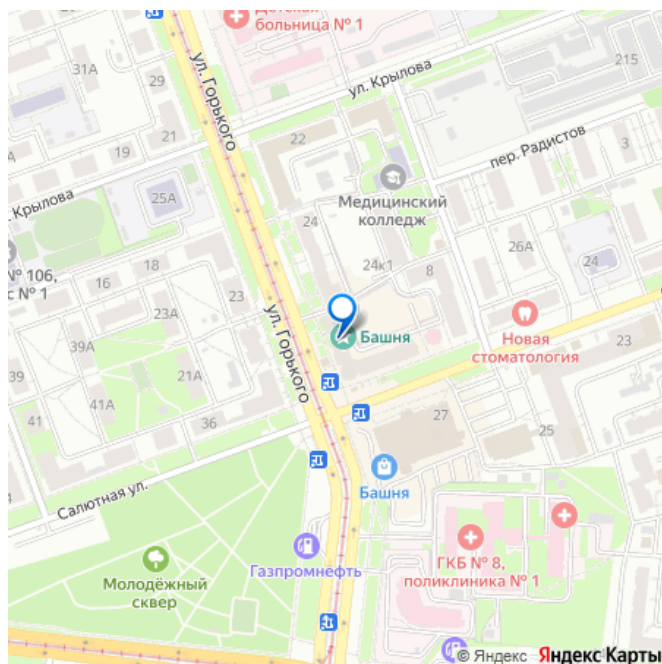 Детская
больница № 1
31А
29
ул. Горького
ул. Крылова
215
21
22
19
пер. Радистов
3
31А
25А
Медицинский
колледж
Крылова
24
26А
№ 106,
с № 1
18
16
24к1
8
24
23
23А
Башня
Новая
стоматология
23
39А
ул. Горького
39
21А
41А
41
36
27
25
Салютная ул.
Башня
ГКБ № 8,
поликлиника № 1
Газпромнефть
Молодёжный
сквер
© Яндекс Яндекс Карты